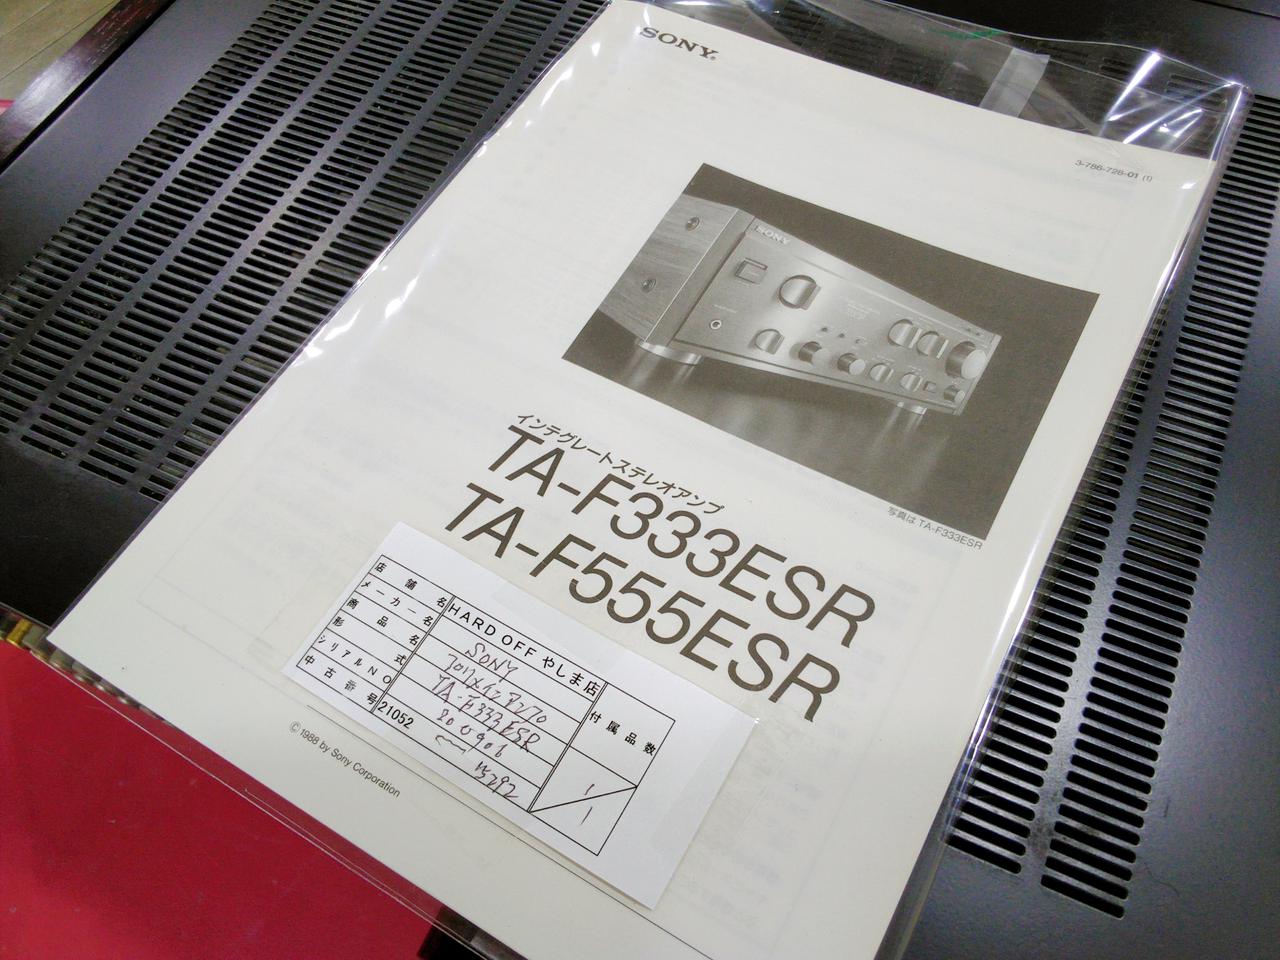 SONY®
3-786-726-01 (1)
SONY
インテグレートステレオアンプ
TA-F333ESR
TA-F555ESR
写真は TA-F333ESR
店舗名 HARD OFF やしま店 付属品数
メーカー名 SONY
商品名 プリメインアンプ
形式 TA-F333ESR 1/1
シリアルNO
中古番号 21052
© 1988 by Sony Corporation